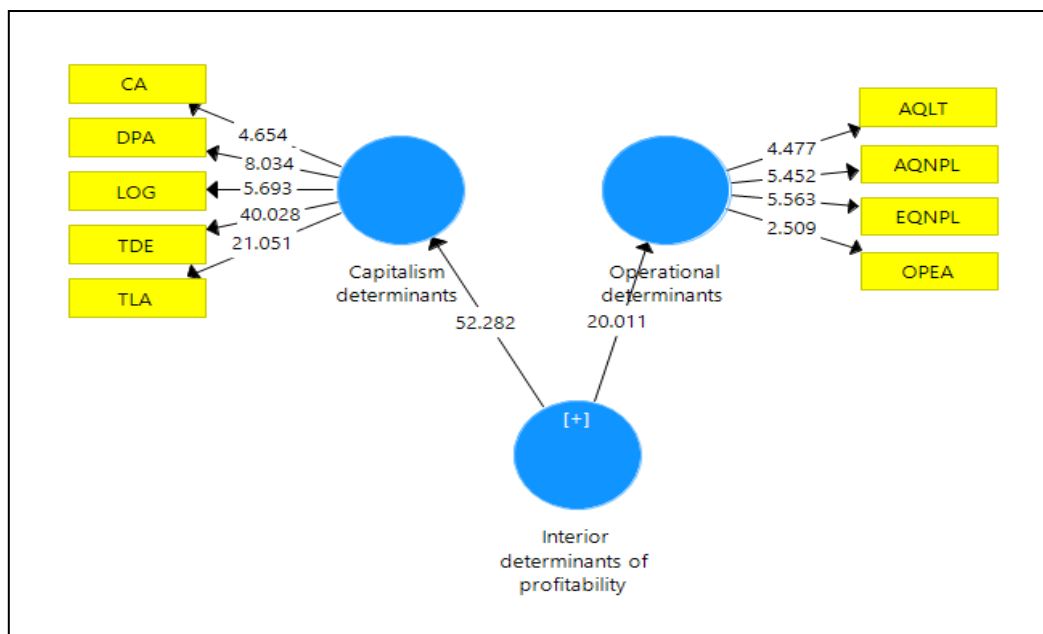 CA
DPA
LOG
TDE
TLA
4.654
8.034
5.693
40.028
21.051
Capitalism
determinants
AQLT
AQNPL
EQNPL
OPEA
4.477
5.452
5.563
2.509
Operational
determinants
52.282
20.011
[+]
Interior
determinants of
profitability